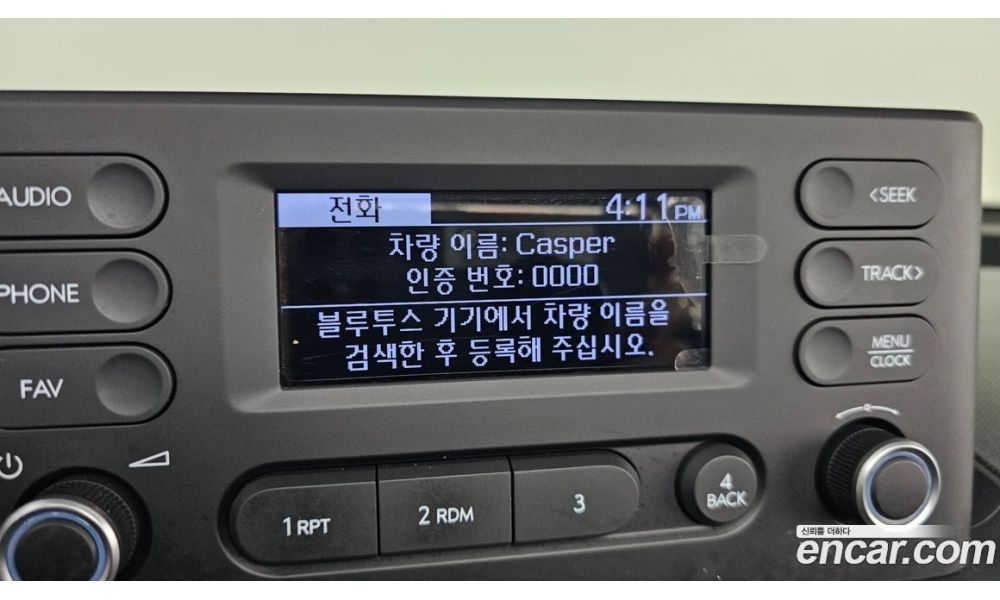 AUDIO
PHONE
FAV
전화 4:11PM
차량 이름: Casper
인증 번호: 0000
블루투스 기기에서 차량 이름을
검색한 후 등록해 주십시오.
<SEEK
TRACK>
MENU
CLOCK
1 RPT
2 RDM
3
4
BACK
신뢰를 더하다
encar.com